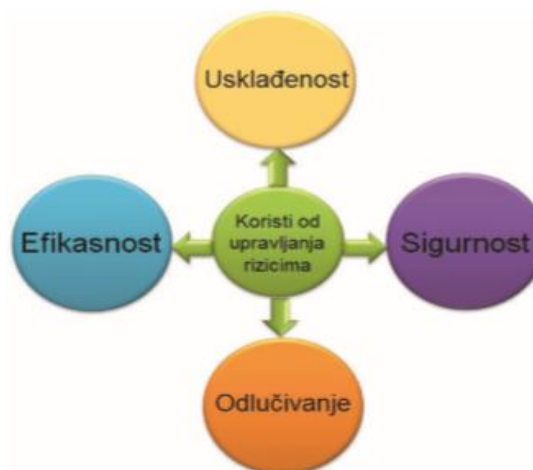 Usklađenost
Efikasnost
Koristi od
upravljanja
rizicima
Sigurnost
Odlučivanje